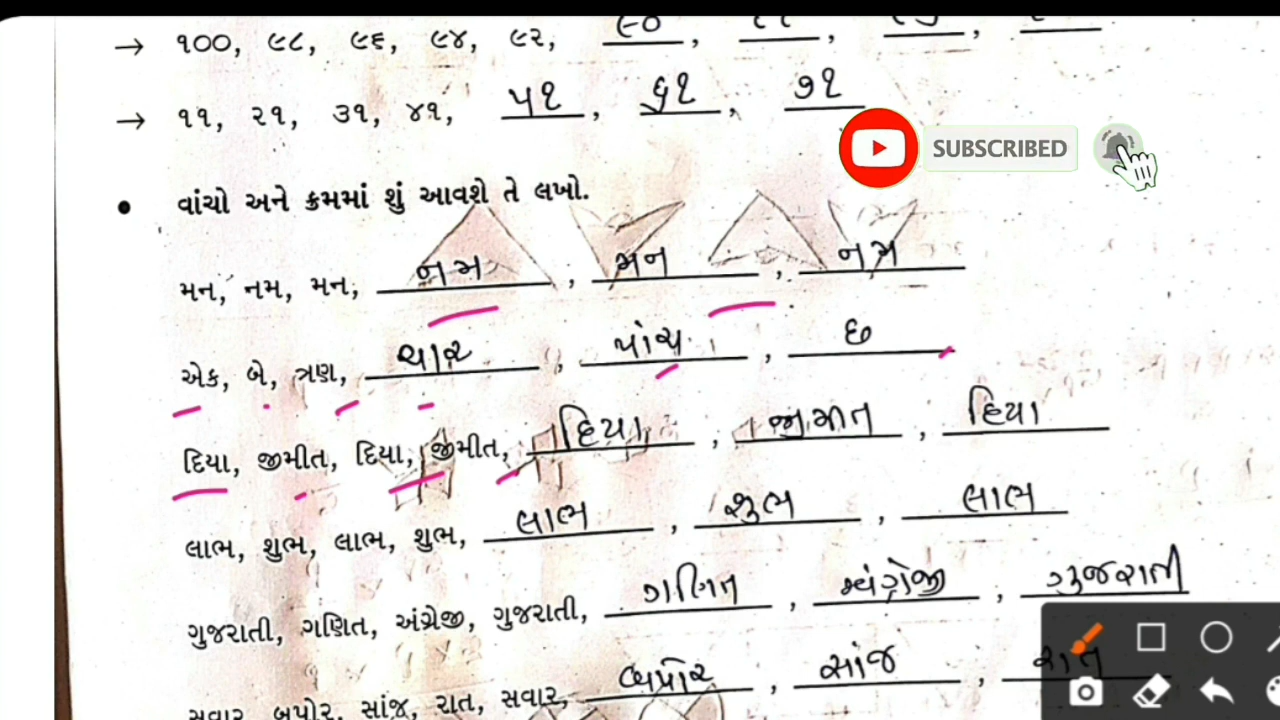 → ૧૦૦, ૯૮, ૯૬, ૯૪, ૯૨, ૯૦,
→ ૧૧, ૨૧, ૩૧, ૪૧, ૫૧, ૬૧, ૭૧
SUBSCRIBED
• વાંચો અને ક્રમમાં શું આવશે તે લખો.
મન, નમ, મન, નમ, મન, નમ
એક, બે, ત્રણ, ચાર, પાંચ, છ
દિયા, જીમીત, દિયા, જીમીત, દિયા, જીમીત, દિયા
લાભ, શુભ, લાભ, શુભ, લાભ, શુભ, લાભ
ગુજરાતી, ગણિત, અંગ્રેજી, ગુજરાતી, ગણિત, અંગ્રેજી, ગુજરાતી
સવાર, બપોર, સાંજ, રાત, સવાર, બપોર, સાંજ, રાત